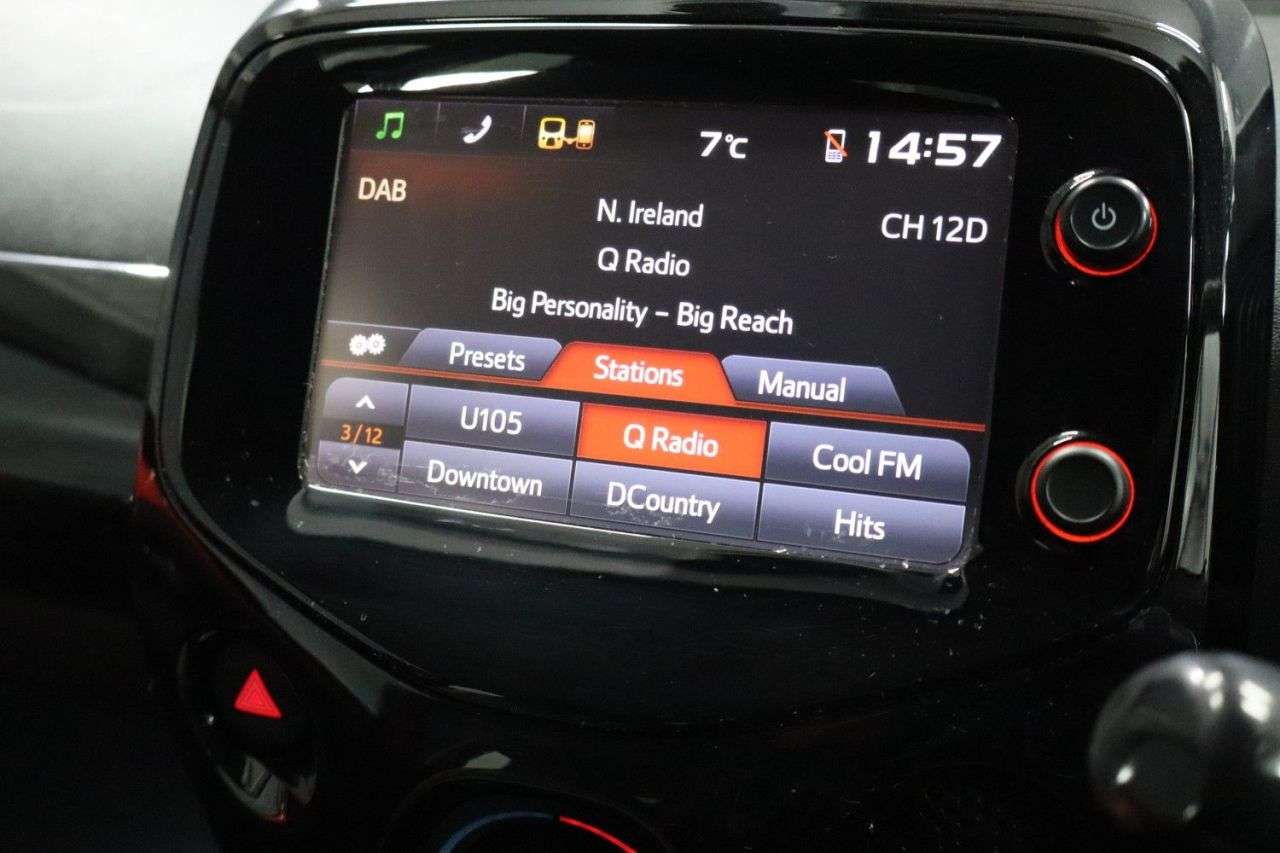 7°C 14:57
DAB
N. Ireland
CH 12D
Q Radio
Big Personality – Big Reach
Presets Stations Manual
3/12
U105 Q Radio Cool FM
Downtown DCountry Hits